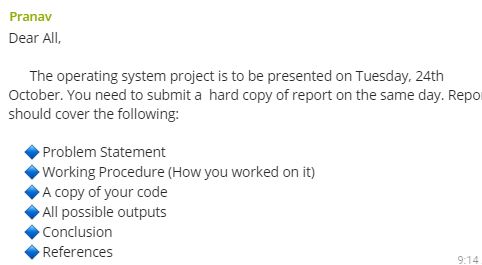 Pranav
Dear All,
The operating system project is to be presented on Tuesday, 24th
October. You need to submit a  hard copy of report on the same day.
should cover the following:
🔷 Problem Statement
🔷 Working Procedure (How you worked on it)
🔷 A copy of your code
🔷 All possible outputs
🔷 Conclusion
🔷 References
9:14